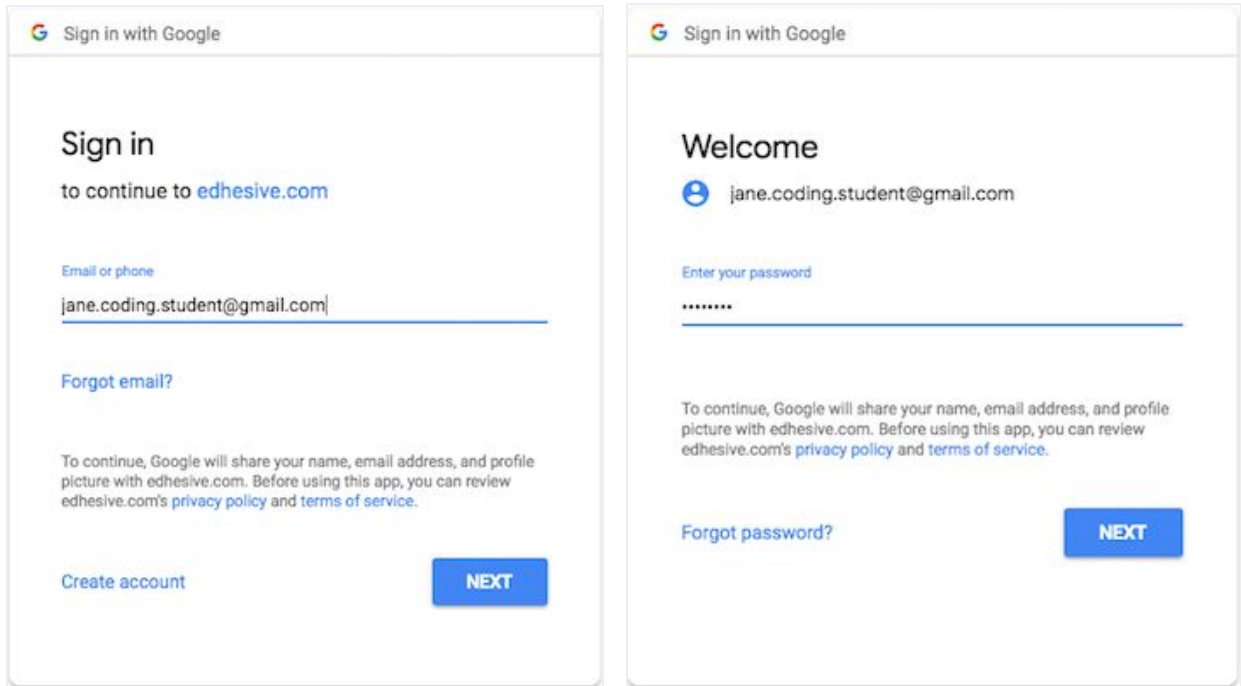 Sign in with Google
Sign in
to continue to edhesive.com
Email or phone
jane.coding.student@gmail.com
Forgot email?
To continue, Google will share your name, email address, and profile
picture with edhesive.com. Before using this app, you can review
edhesive.com's privacy policy and terms of service.
Create account
NEXT
Sign in with Google
Welcome
jane.coding.student@gmail.com
Enter your password
••••••••
To continue, Google will share your name, email address, and profile
picture with edhesive.com. Before using this app, you can review
edhesive.com's privacy policy and terms of service.
Forgot password?
NEXT